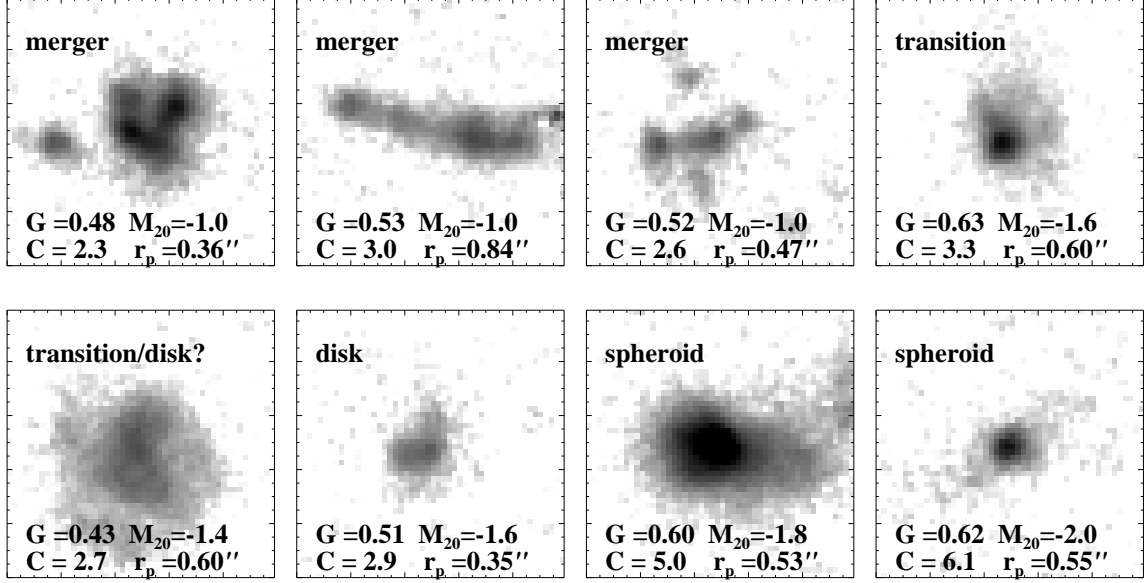 merger
G =0.48 M20=-1.0
C = 2.3 rp=0.36″
merger
G =0.53 M20=-1.0
C = 3.0 rp=0.84″
merger
G =0.52 M20=-1.0
C = 2.6 rp=0.47″
transition
G =0.63 M20=-1.6
C = 3.3 rp=0.60″
transition/disk?
G =0.43 M20=-1.4
C = 2.7 rp=0.60″
disk
G =0.51 M20=-1.6
C = 2.9 rp=0.35″
spheroid
G =0.60 M20=-1.8
C = 5.0 rp=0.53″
spheroid
G =0.62 M20=-2.0
C = 6.1 rp=0.55″